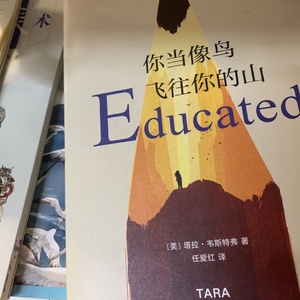 术
你当像鸟
飞往你的山
Educated
[美] 塔拉·韦斯特弗 著
任爱红 译
TARA